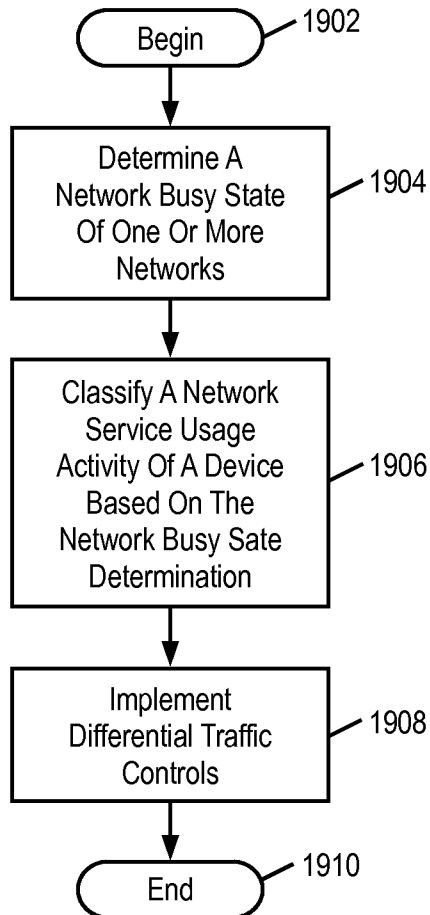 Begin
1902
Determine A
Network Busy State
Of One Or More
Networks
1904
Classify A Network
Service Usage
Activity Of A Device
Based On The
Network Busy Sate
Determination
1906
Implement
Differential Traffic
Controls
1908
End
1910